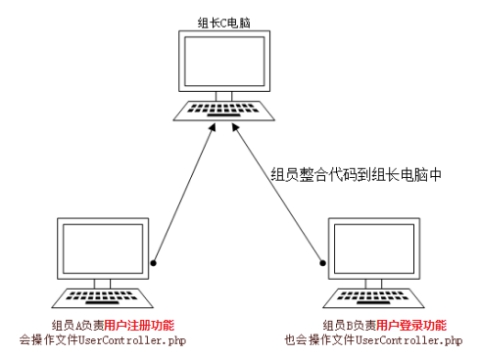 组长C电脑
组员整合代码到组长电脑中
组员A负责用户注册功能
会操作文件UserController.php
组员B负责用户登录功能
也会操作文件UserController.php